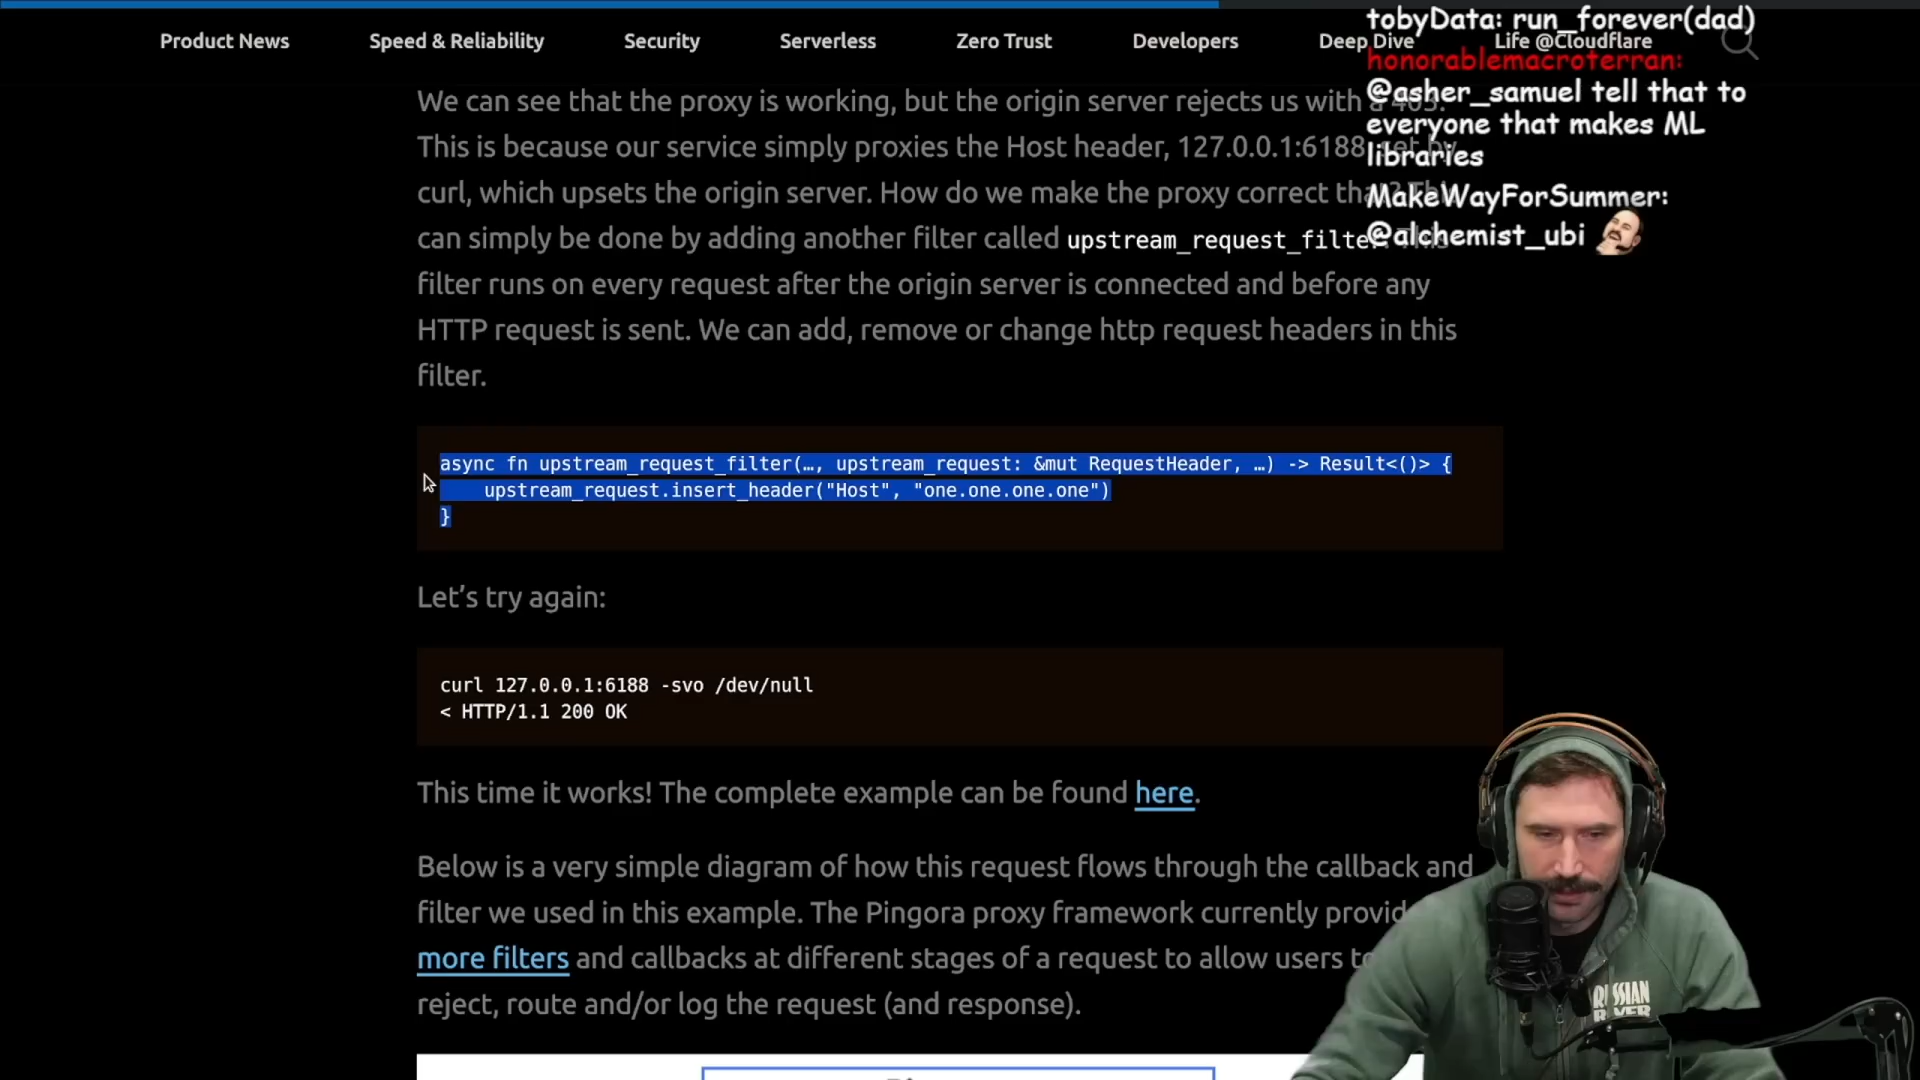 Product News Speed & Reliability Security Serverless Zero Trust Developers Deep Dive Life @Cloudflare
tobyData: run_forever(dad)
honorablemacroterran:
@asher_samuel tell that to
everyone that makes ML
libraries
MakeWayForSummer:
@alchemist_ubi
We can see that the proxy is working, but the origin server rejects us with a 403.
This is because our service simply proxies the Host header, 127.0.0.1:6188, set by
curl, which upsets the origin server. How do we make the proxy correct that? This
can simply be done by adding another filter called upstream_request_filter. This
filter runs on every request after the origin server is connected and before any
HTTP request is sent. We can add, remove or change http request headers in this
filter.
async fn upstream_request_filter(…, upstream_request: &mut RequestHeader, …) -> Result<()> {
    upstream_request.insert_header("Host", "one.one.one.one")
}
Let’s try again:
curl 127.0.0.1:6188 -svo /dev/null
< HTTP/1.1 200 OK
This time it works! The complete example can be found here.
Below is a very simple diagram of how this request flows through the callback and
filter we used in this example. The Pingora proxy framework currently
more filters and callbacks at different stages of a request to allow users
reject, route and/or log the request (and response).